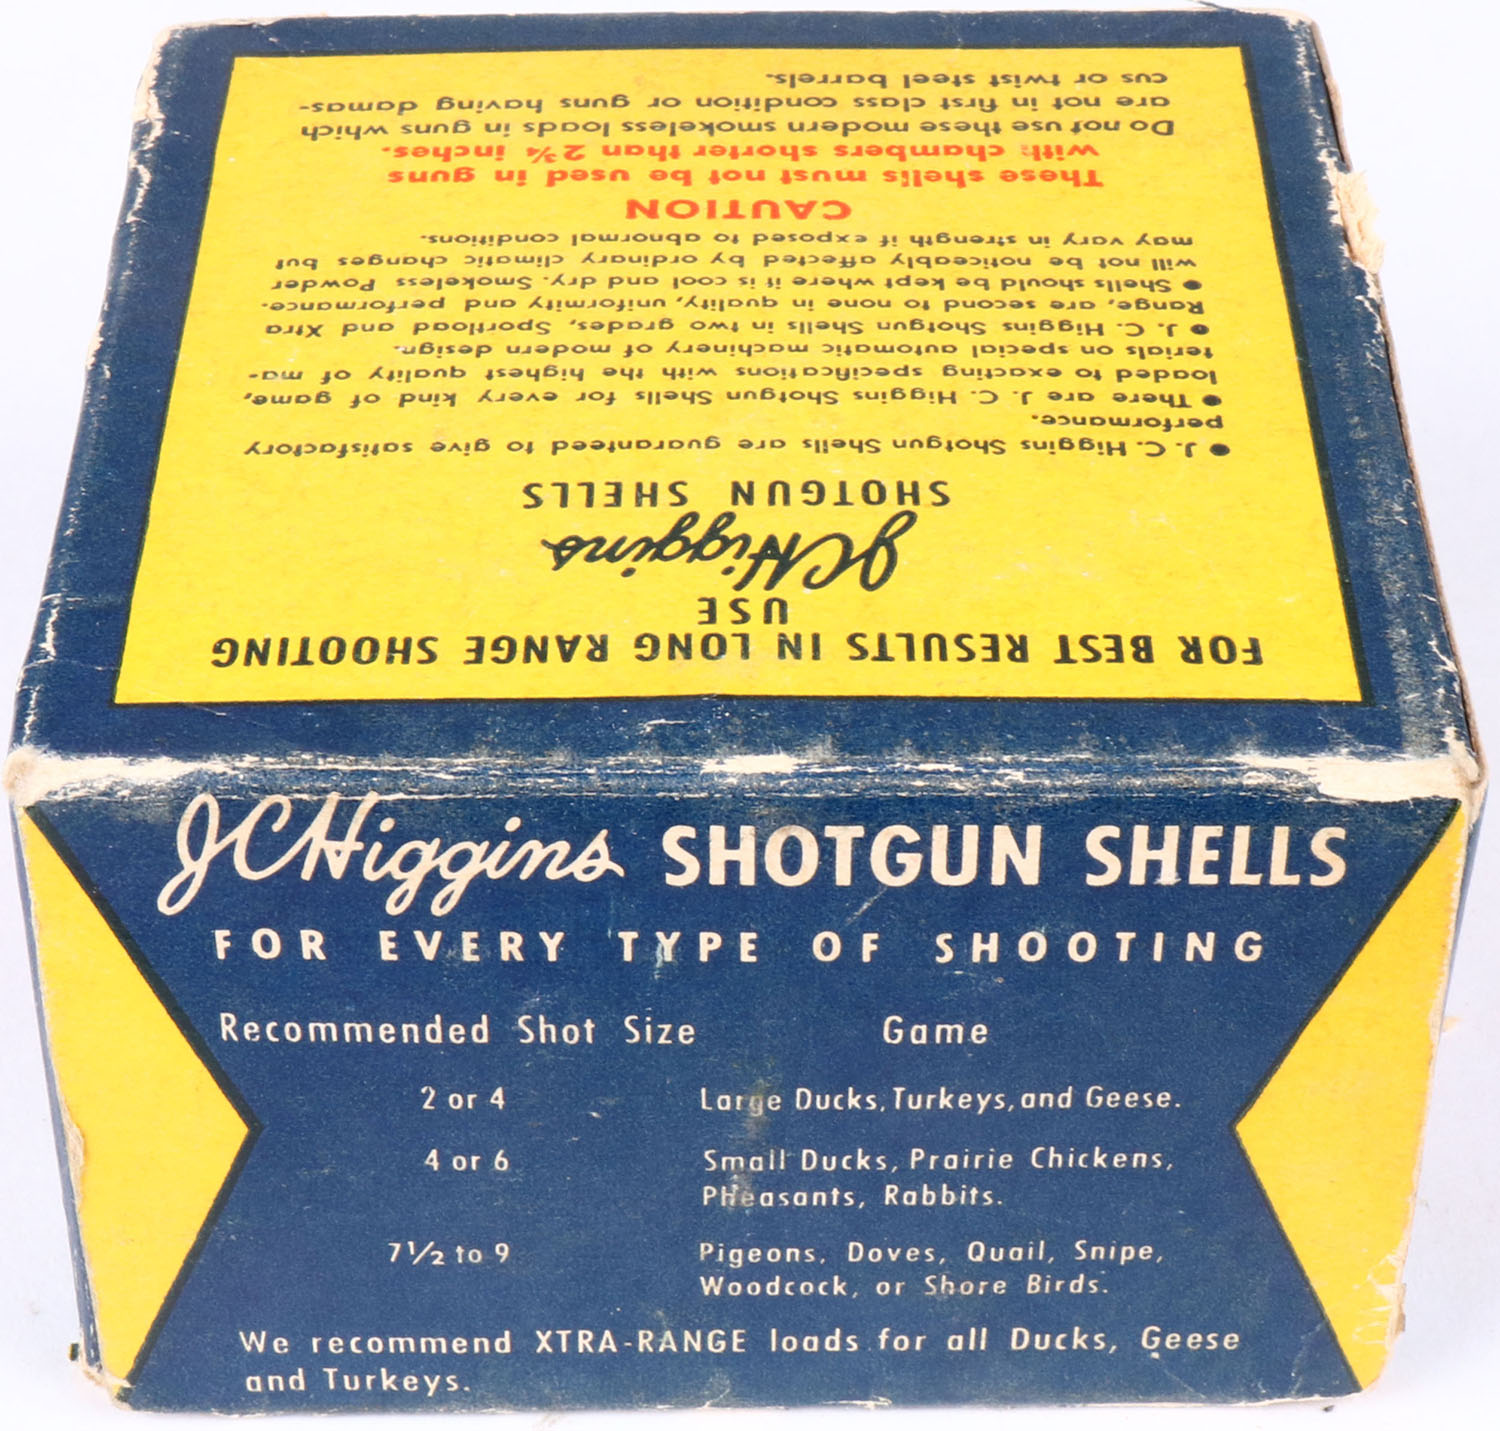 FOR BEST RESULTS IN LONG RANGE SHOOTING
USE
JC Higgins
SHOTGUN SHELLS
● J. C. Higgins Shotgun Shells are guaranteed to give satisfactory
performance.
● There are J. C. Higgins Shotgun Shells for every kind of game,
loaded to exacting specifications with the highest quality of ma-
terials on special automatic machinery of modern design.
● J. C. Higgins Shotgun Shells in two grades, Sportload and Xtra
Range, are second to none in quality, uniformity and performance.
● Shells should be kept where it is cool and dry. Smokeless Powder
will not be noticeably affected by ordinary climatic changes but
may vary in strength if exposed to abnormal conditions.
CAUTION
These shells must not be used in guns
with chambers shorter than 2¾ inches.
Do not use these modern smokeless loads in guns which
are not in first class condition or guns having damas-
cus or twist steel barrels.
JC Higgins SHOTGUN SHELLS
FOR EVERY TYPE OF SHOOTING
Recommended Shot Size Game
2 or 4 Large Ducks, Turkeys, and Geese.
4 or 6 Small Ducks, Prairie Chickens,
Pheasants, Rabbits.
7½ to 9 Pigeons, Doves, Quail, Snipe,
Woodcock, or Shore Birds.
We recommend XTRA-RANGE loads for all Ducks, Geese
and Turkeys.